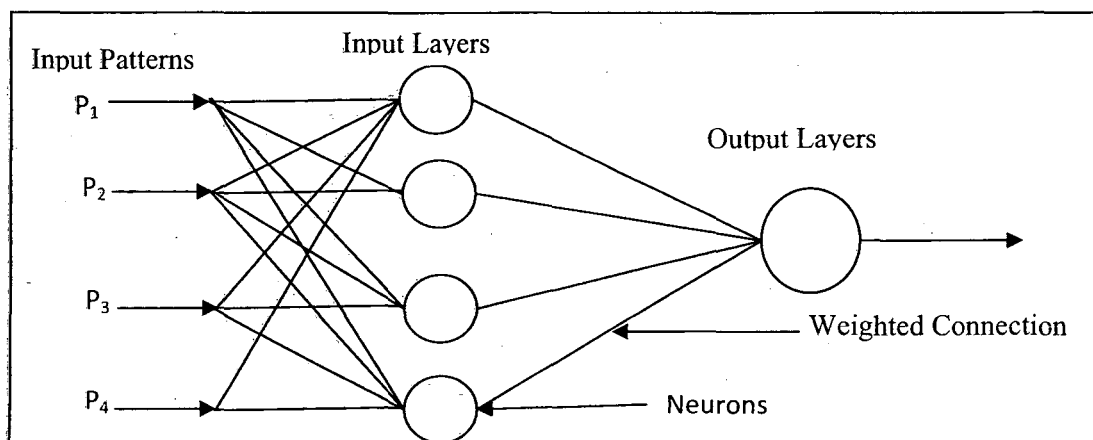 Input Layers
Input Patterns
P₁
Output Layers
P₂
P₃
Weighted Connection
P₄
Neurons